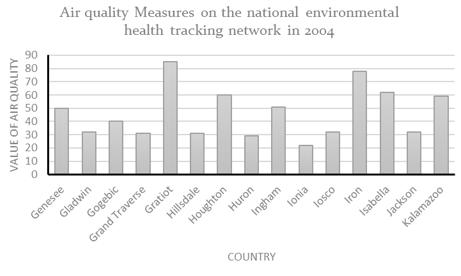 Air quality Measures on the national environmental
health tracking network in 2004
VALUE OF AIR QUALITY
90
80
70
60
50
40
30
20
10
0
Genesee
Gladwin
Gogebic
Grand Traverse
Gratiot
Hillsdale
Houghton
Huron
Ingham
Ionia
Iosco
Iron
Isabella
Jackson
Kalamazoo
COUNTRY